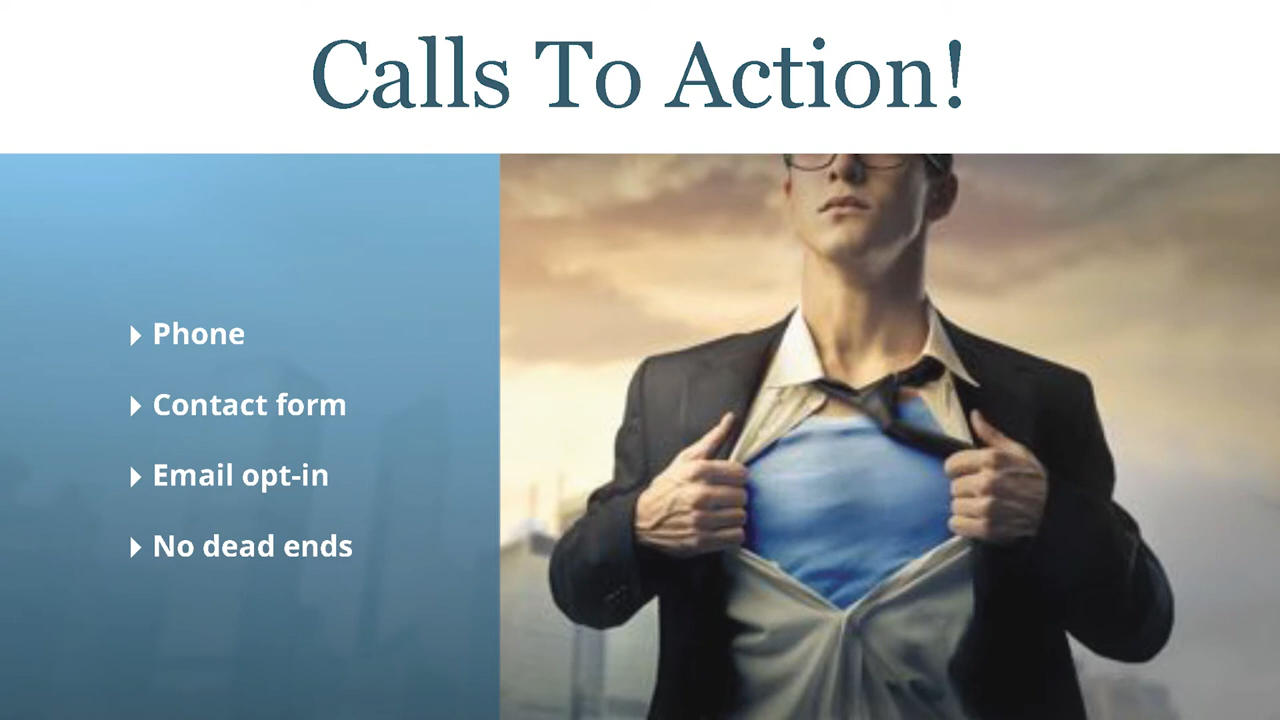 Calls To Action!
Phone
Contact form
Email opt-in
No dead ends